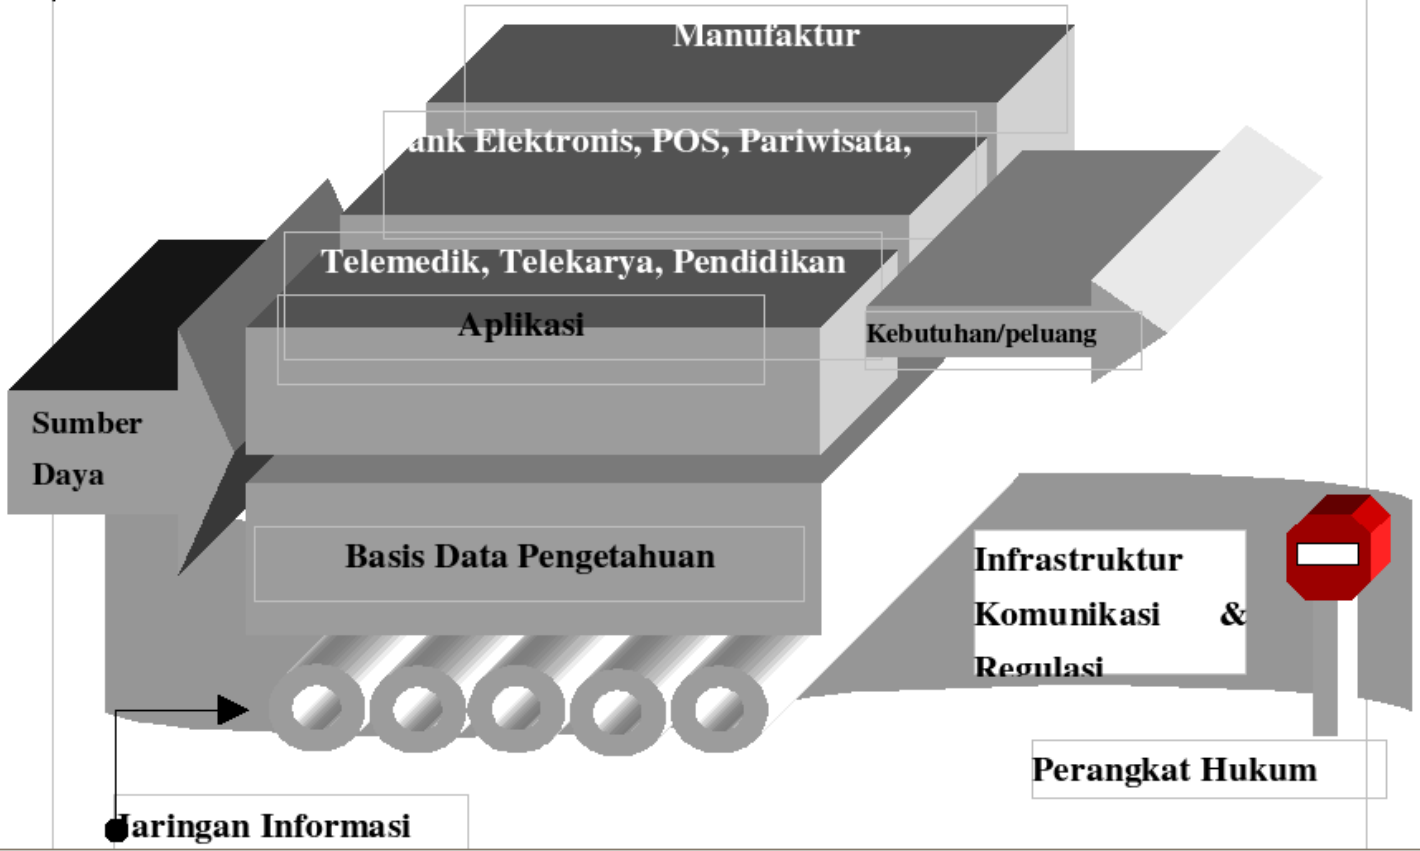 Manufaktur
ank Elektronis, POS, Pariwisata,
Telemedik, Telekarya, Pendidikan
Aplikasi
Kebutuhan/peluang
Sumber
Daya
Basis Data Pengetahuan
Infrastruktur
Komunikasi &
Regulasi
Perangkat Hukum
Jaringan Informasi